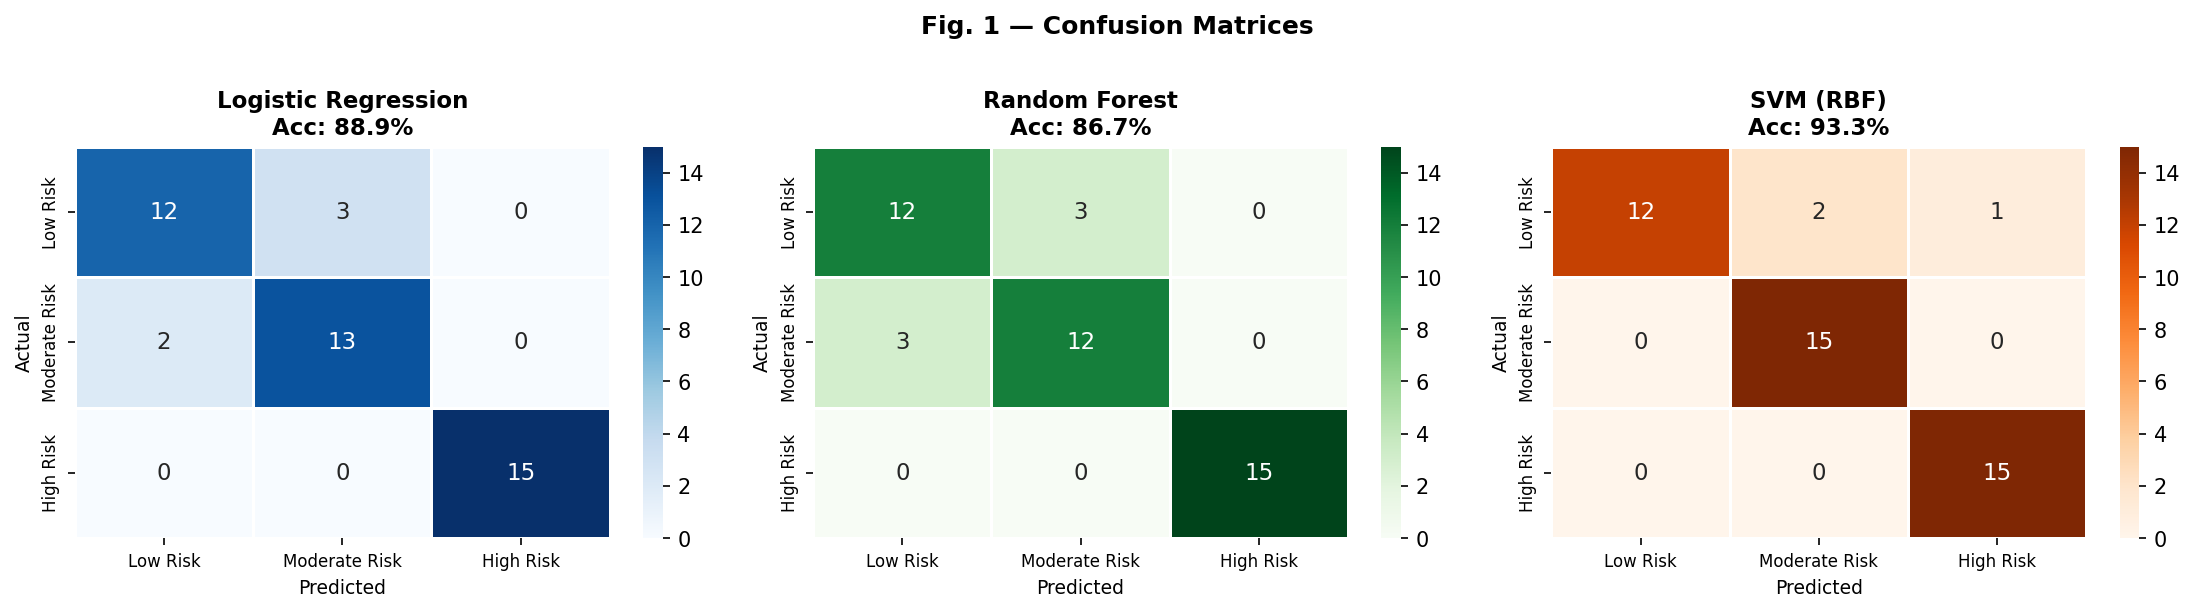 Fig. 1 — Confusion Matrices
Logistic Regression
Acc: 88.9%
Actual
Low Risk
Moderate Risk
High Risk
12 3 0
2 13 0
0 0 15
Low Risk Moderate Risk High Risk
Predicted
14
12
10
8
6
4
2
0
Random Forest
Acc: 86.7%
Actual
Low Risk
Moderate Risk
High Risk
12 3 0
3 12 0
0 0 15
Low Risk Moderate Risk High Risk
Predicted
14
12
10
8
6
4
2
0
SVM (RBF)
Acc: 93.3%
Actual
Low Risk
Moderate Risk
High Risk
12 2 1
0 15 0
0 0 15
Low Risk Moderate Risk High Risk
Predicted
14
12
10
8
6
4
2
0